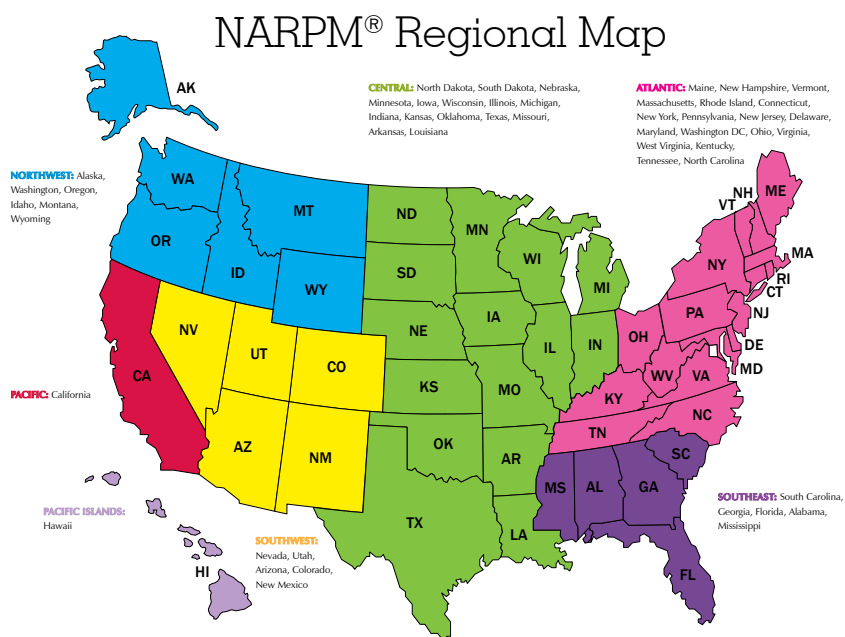 NARPM® Regional Map
CENTRAL: North Dakota, South Dakota, Nebraska,
Minnesota, Iowa, Wisconsin, Illinois, Michigan,
Indiana, Kansas, Oklahoma, Texas, Missouri,
Arkansas, Louisiana
ATLANTIC: Maine, New Hampshire, Vermont,
Massachusetts, Rhode Island, Connecticut,
New York, Pennsylvania, New Jersey, Delaware,
Maryland, Washington DC, Ohio, Virginia,
West Virginia, Kentucky,
Tennessee, North Carolina
NORTHWEST: Alaska,
Washington, Oregon,
Idaho, Montana,
Wyoming
PACIFIC: California
PACIFIC ISLANDS:
Hawaii
SOUTHWEST:
Nevada, Utah,
Arizona, Colorado,
New Mexico
SOUTHEAST: South Carolina,
Georgia, Florida, Alabama,
Mississippi
AK
WA
OR
ID
MT
WY
CA
NV
UT
CO
AZ
NM
HI
ND
SD
NE
KS
OK
TX
MN
IA
MO
AR
LA
WI
IL
MI
IN
OH
KY
TN
WV
VA
NC
PA
NY
VT
NH
ME
MA
RI
CT
NJ
DE
MD
MS
AL
GA
SC
FL